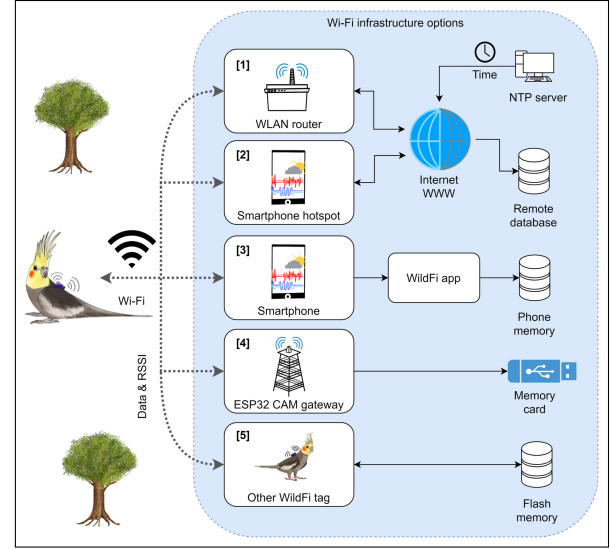 Wi-Fi infrastructure options
[1]
WLAN router
Time
NTP server
[2]
Smartphone hotspot
Internet
WWW
Remote
database
Wi-Fi
[3]
Smartphone
WildFi app
Phone
memory
Data & RSSI
[4]
ESP32 CAM gateway
Memory
card
[5]
Other WildFi tag
Flash
memory